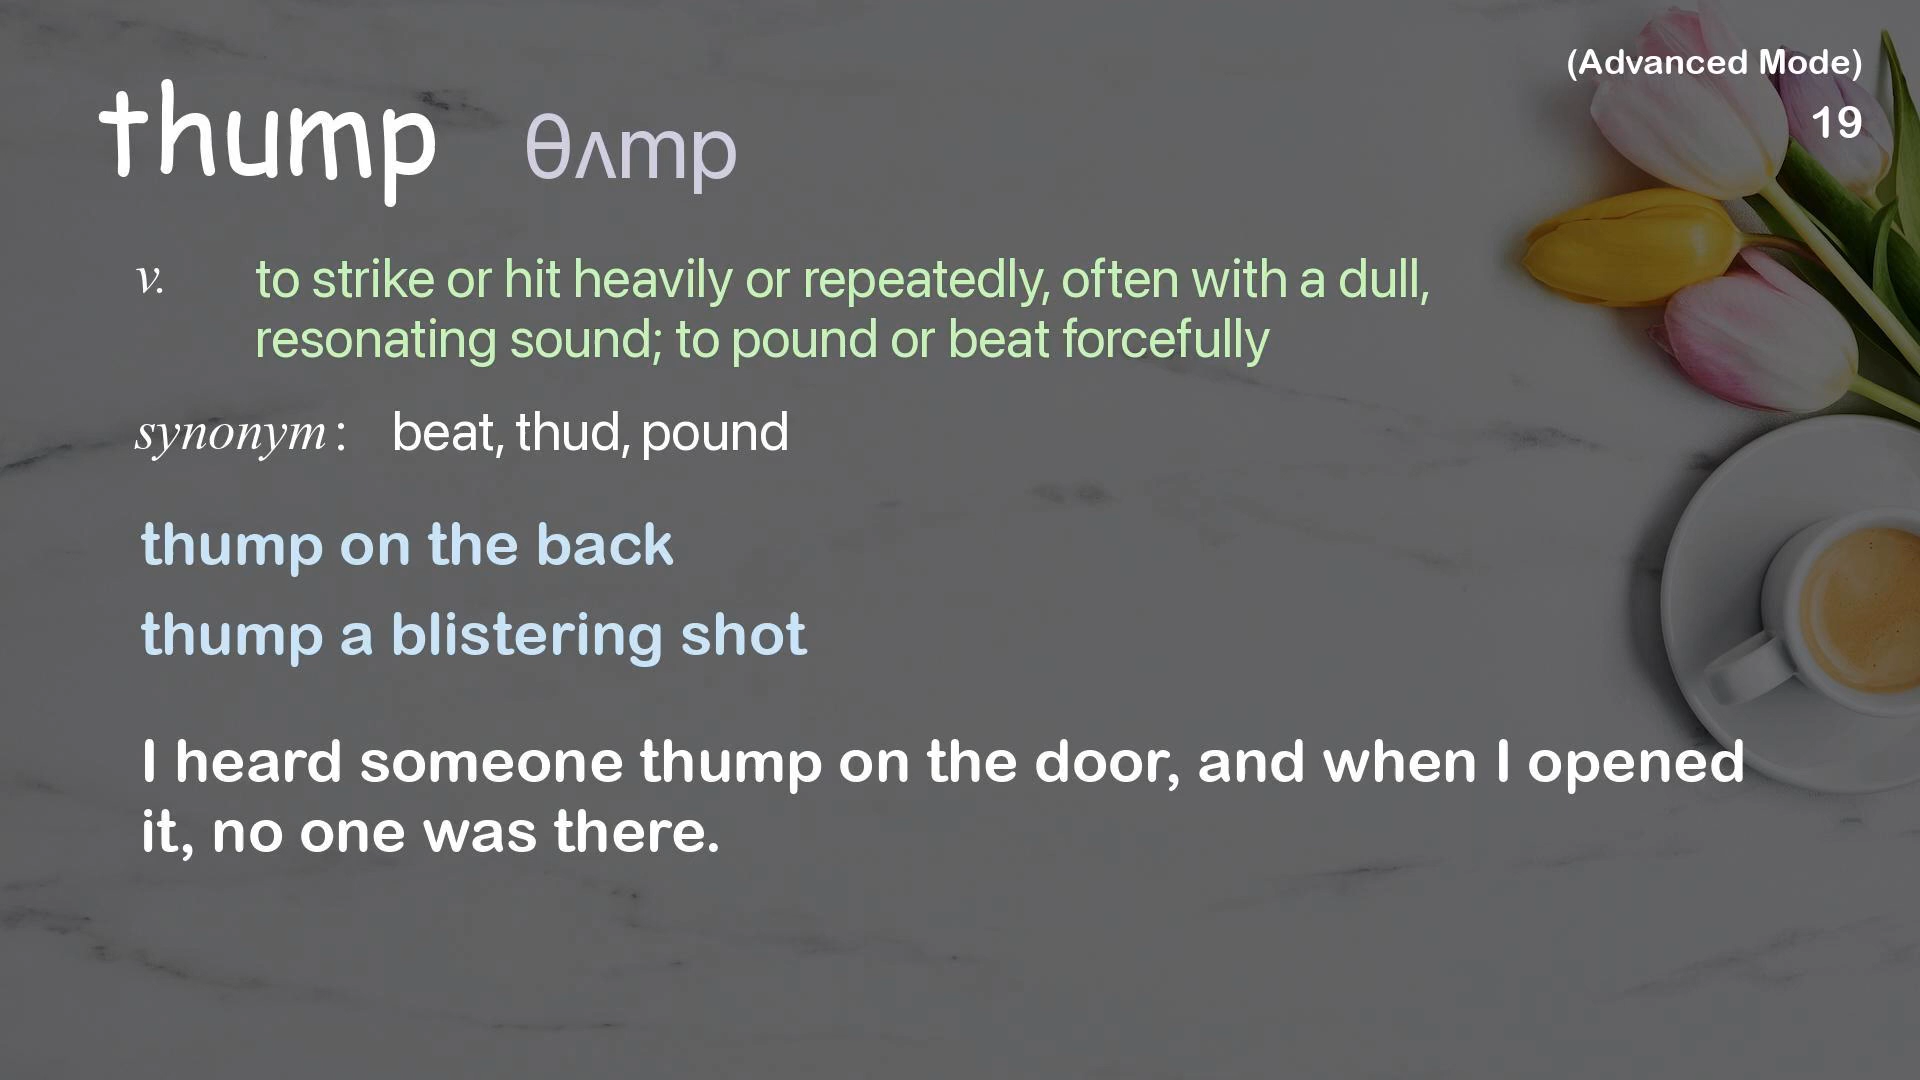 (Advanced Mode)
thump θʌmp
19
v. to strike or hit heavily or repeatedly, often with a dull,
resonating sound; to pound or beat forcefully
synonym: beat, thud, pound
thump on the back
thump a blistering shot
I heard someone thump on the door, and when I opened
it, no one was there.